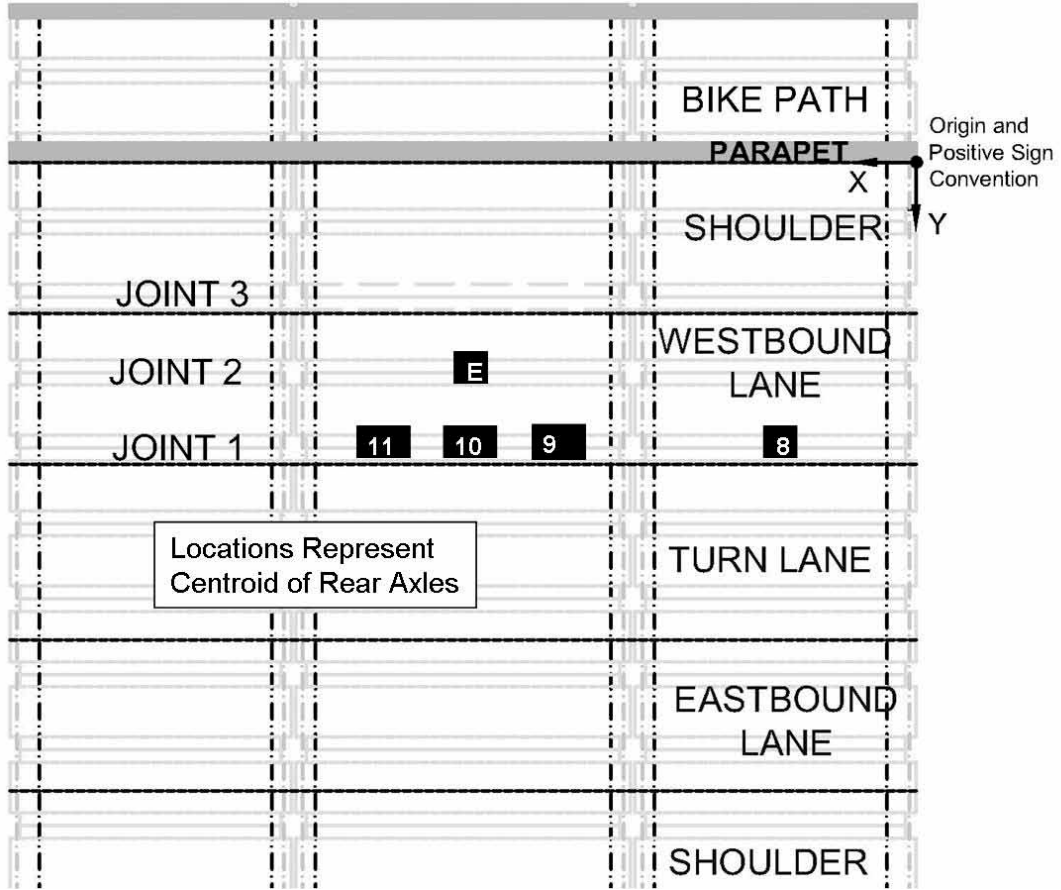 BIKE PATH
Origin and
Positive Sign
Convention
PARAPET
X
Y
SHOULDER
JOINT 3
WESTBOUND
LANE
JOINT 2
E
JOINT 1
11
10
9
8
Locations Represent
Centroid of Rear Axles
TURN LANE
EASTBOUND
LANE
SHOULDER